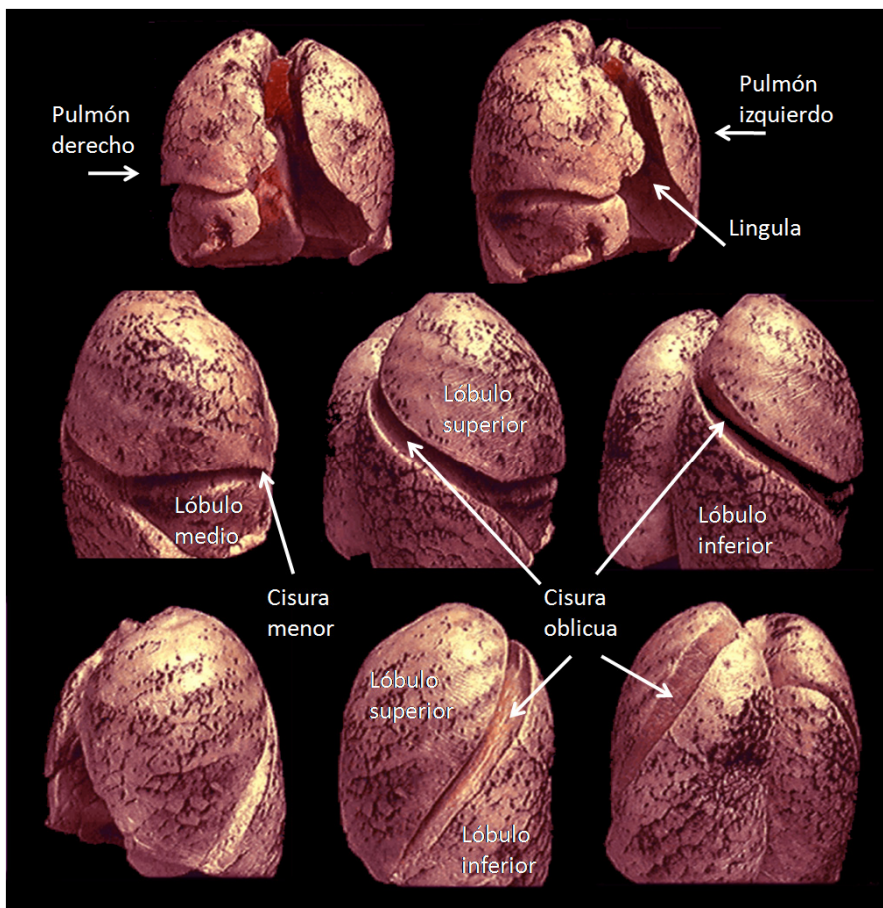 Pulmón
derecho
Pulmón
izquierdo
Lingula
Lóbulo
superior
Lóbulo
medio
Lóbulo
inferior
Cisura
menor
Cisura
oblicua
Lóbulo
superior
Lóbulo
inferior